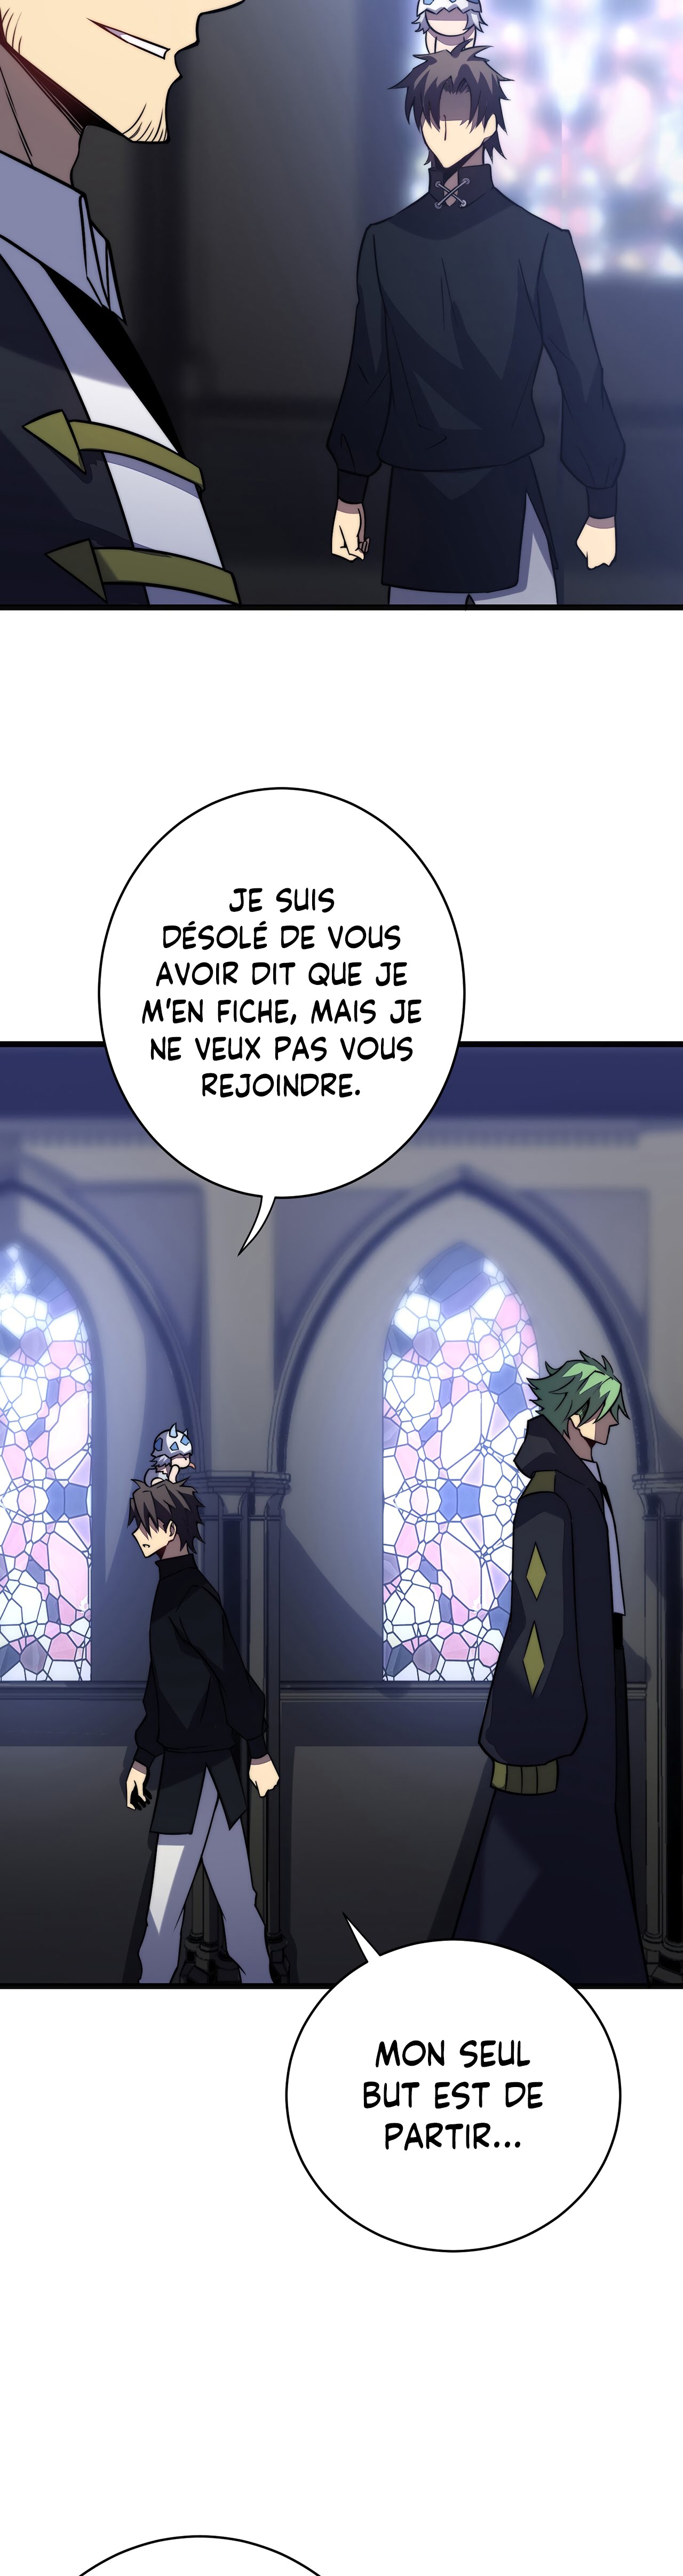 JE SUIS
DÉSOLÉ DE VOUS
AVOIR DIT QUE JE
M'EN FICHE, MAIS JE
NE VEUX PAS VOUS
REJOINDRE.
MON SEUL
BUT EST DE
PARTIR...